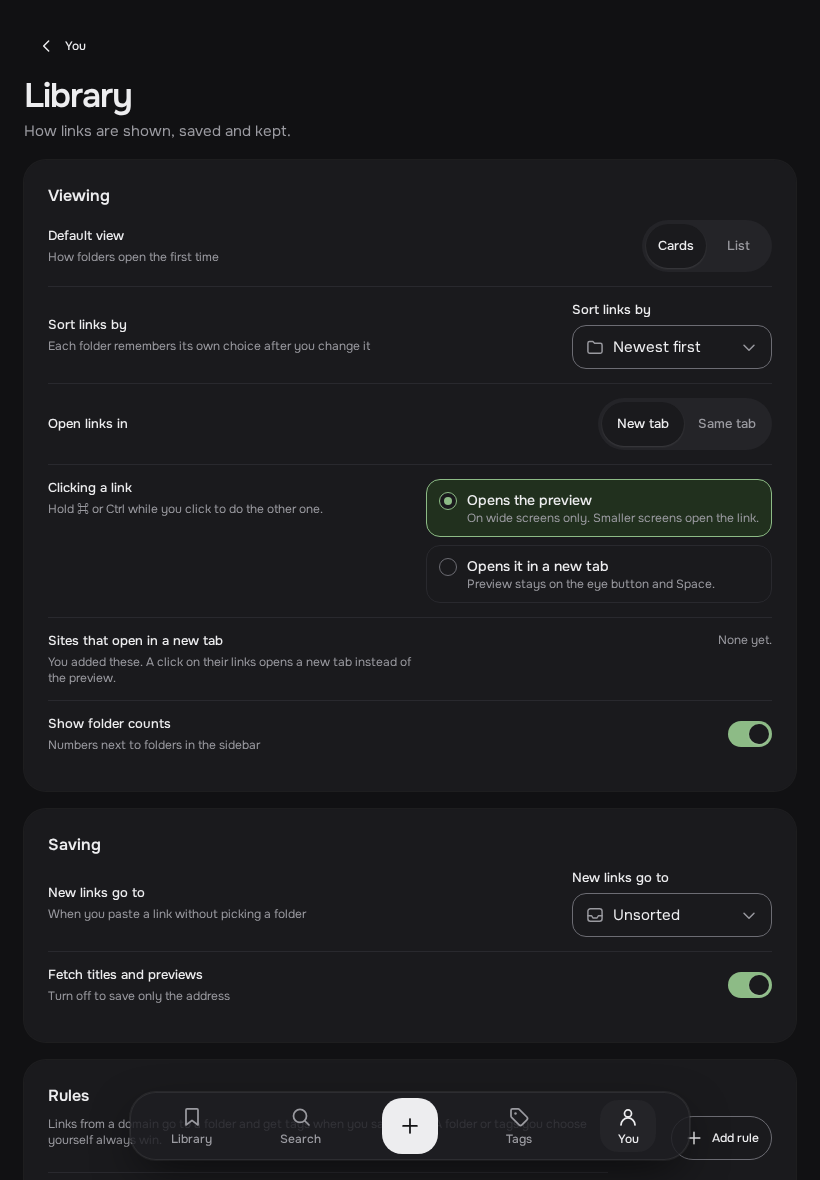 You
Library
How links are shown, saved and kept.
Viewing
Default view
How folders open the first time
Cards
List
Sort links by
Each folder remembers its own choice after you change it
Sort links by
Newest first
Open links in
New tab
Same tab
Clicking a link
Hold ⌘ or Ctrl while you click to do the other one.
Opens the preview
On wide screens only. Smaller screens open the link.
Opens it in a new tab
Preview stays on the eye button and Space.
Sites that open in a new tab
You added these. A click on their links opens a new tab instead of
the preview.
None yet.
Show folder counts
Numbers next to folders in the sidebar
Saving
New links go to
When you paste a link without picking a folder
New links go to
Unsorted
Fetch titles and previews
Turn off to save only the address
Rules
Links from a domain go to a folder and get tags when you sa folder or tags you choose
yourself always win.
Add rule
Library
Search
Tags
You